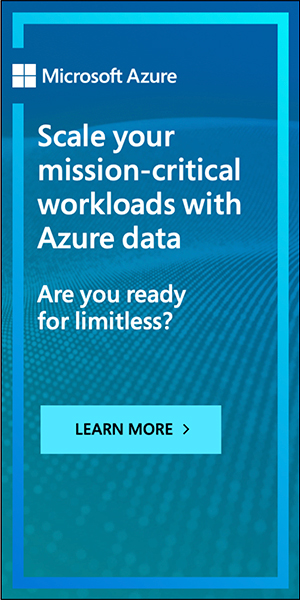 Microsoft Azure
Scale your
mission-critical
workloads with
Azure data
Are you ready
for limitless?
LEARN MORE